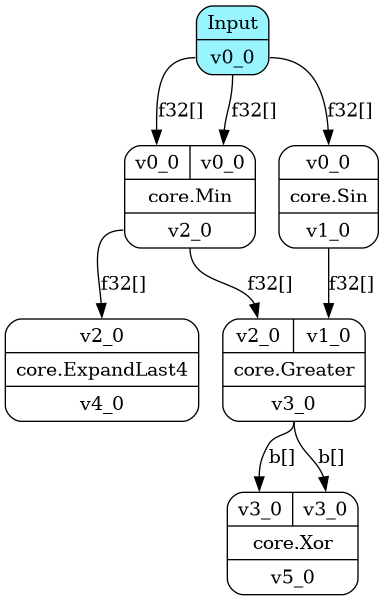 Input
v0_0
f32[] f32[] f32[]
v0_0 v0_0 v0_0
core.Min core.Sin
v2_0 v1_0
f32[] f32[] f32[]
v2_0 v2_0 v1_0
core.ExpandLast4 core.Greater
v4_0 v3_0
b[] b[]
v3_0 v3_0
core.Xor
v5_0